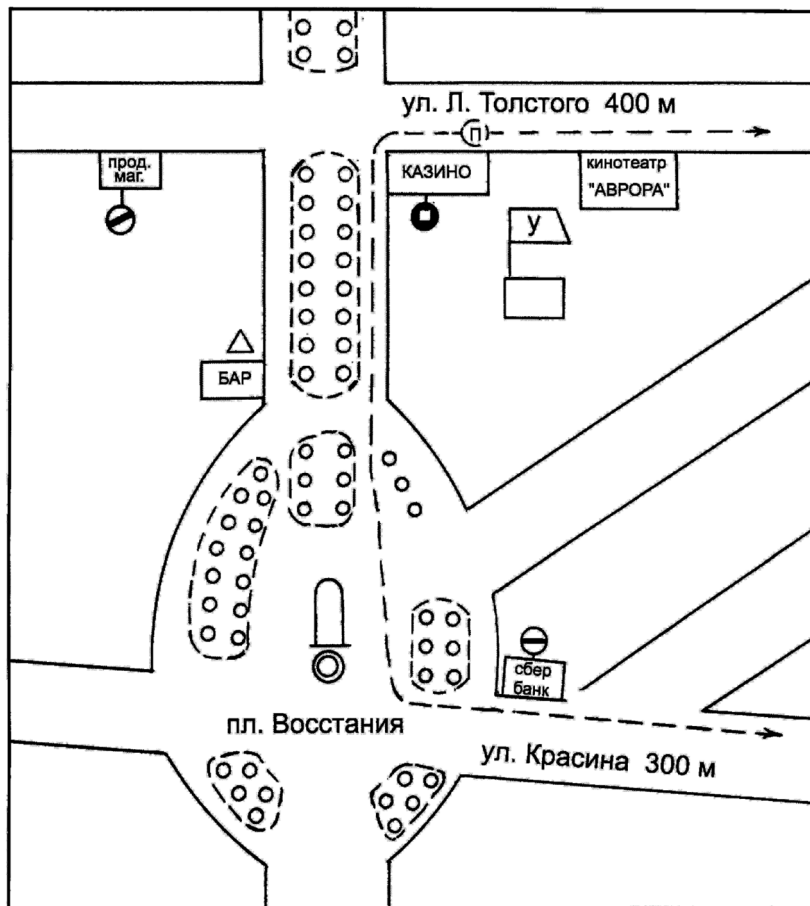 ул. Л. Толстого 400 м
П
прод.
маг.
КАЗИНО
кинотеатр
"АВРОРА"
У
БАР
сбер
банк
пл. Восстания
ул. Красина 300 м